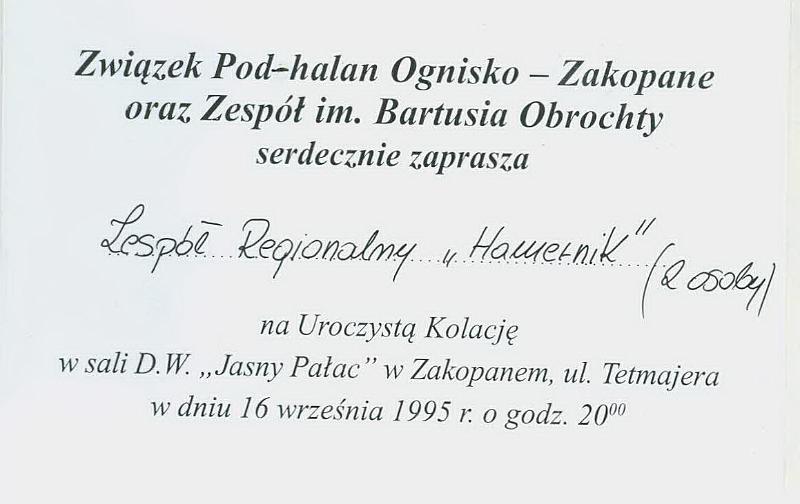 Związek Pod-halan Ognisko – Zakopane
oraz Zespół im. Bartusia Obrochty
serdecznie zaprasza
Zespół Regionalny „Hamernik” (2 osoby)
na Uroczystą Kolację
w sali D.W. „Jasny Pałac” w Zakopanem, ul. Tetmajera
w dniu 16 września 1995 r. o godz. 20⁰⁰